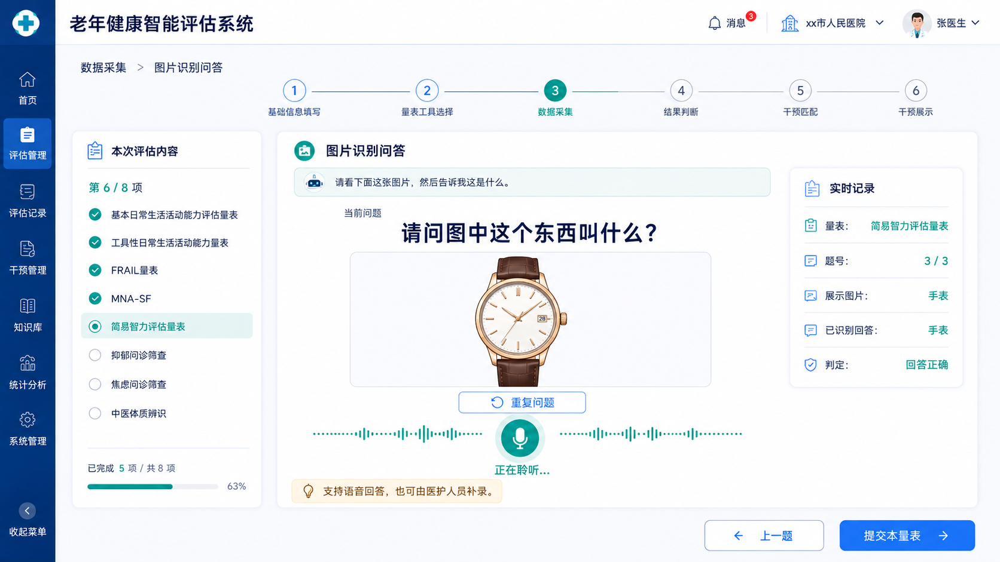 老年健康智能评估系统
消息
3
xx市人民医院
张医生
首页
评估管理
评估记录
干预管理
知识库
统计分析
系统管理
收起菜单
数据采集 > 图片识别问答
1
2
3
4
5
6
基础信息填写
量表工具选择
数据采集
结果判断
干预匹配
干预展示
本次评估内容
第 6 / 8 项
基本日常生活活动能力评估量表
工具性日常生活活动能力量表
FRAIL量表
MNA-SF
简易智力评估量表
抑郁问诊筛查
焦虑问诊筛查
中医体质辨识
已完成 5 项 / 共 8 项
63%
图片识别问答
请看下面这张图片，然后告诉我这是什么。
当前问题
请问图中这个东西叫什么？
28
重复问题
正在聆听...
支持语音回答，也可由医护人员补录。
实时记录
量表： 简易智力评估量表
题号： 3 / 3
展示图片： 手表
已识别回答： 手表
判定： 回答正确
上一题
提交本量表